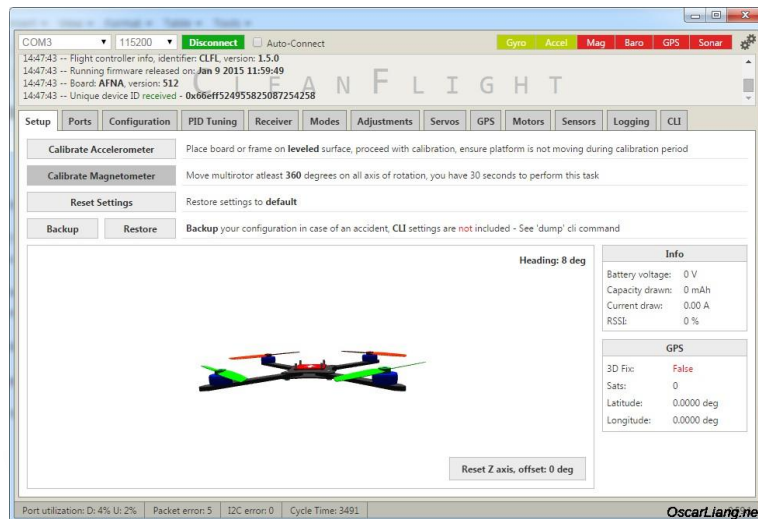 COM3 115200 Disconnect Auto-Connect Gyro Accel Mag Baro GPS Sonar
14:47:43 -- Flight controller info, identifier: CLFL, version: 1.5.0
14:47:43 -- Running firmware released on: Jan 9 2015 11:59:49
14:47:43 -- Board: AFNA, version: 512
14:47:43 -- Unique device ID received - 0x66eff524955825087254258
CLEANFLIGHT
Setup Ports Configuration PID Tuning Receiver Modes Adjustments Servos GPS Motors Sensors Logging CLI
Calibrate Accelerometer Place board or frame on leveled surface, proceed with calibration, ensure platform is not moving during calibration period
Calibrate Magnetometer Move multirotor atleast 360 degrees on all axis of rotation, you have 30 seconds to perform this task
Reset Settings Restore settings to default
Backup Restore Backup your configuration in case of an accident, CLI settings are not included - See 'dump' cli command
Heading: 8 deg
Info
Battery voltage: 0 V
Capacity drawn: 0 mAh
Current draw: 0.00 A
RSSI: 0 %
GPS
3D Fix: False
Sats: 0
Latitude: 0.0000 deg
Longitude: 0.0000 deg
Reset Z axis, offset: 0 deg
Port utilization: D: 4% U: 2% Packet error: 5 I2C error: 0 Cycle Time: 3491
OscarLiang.ne